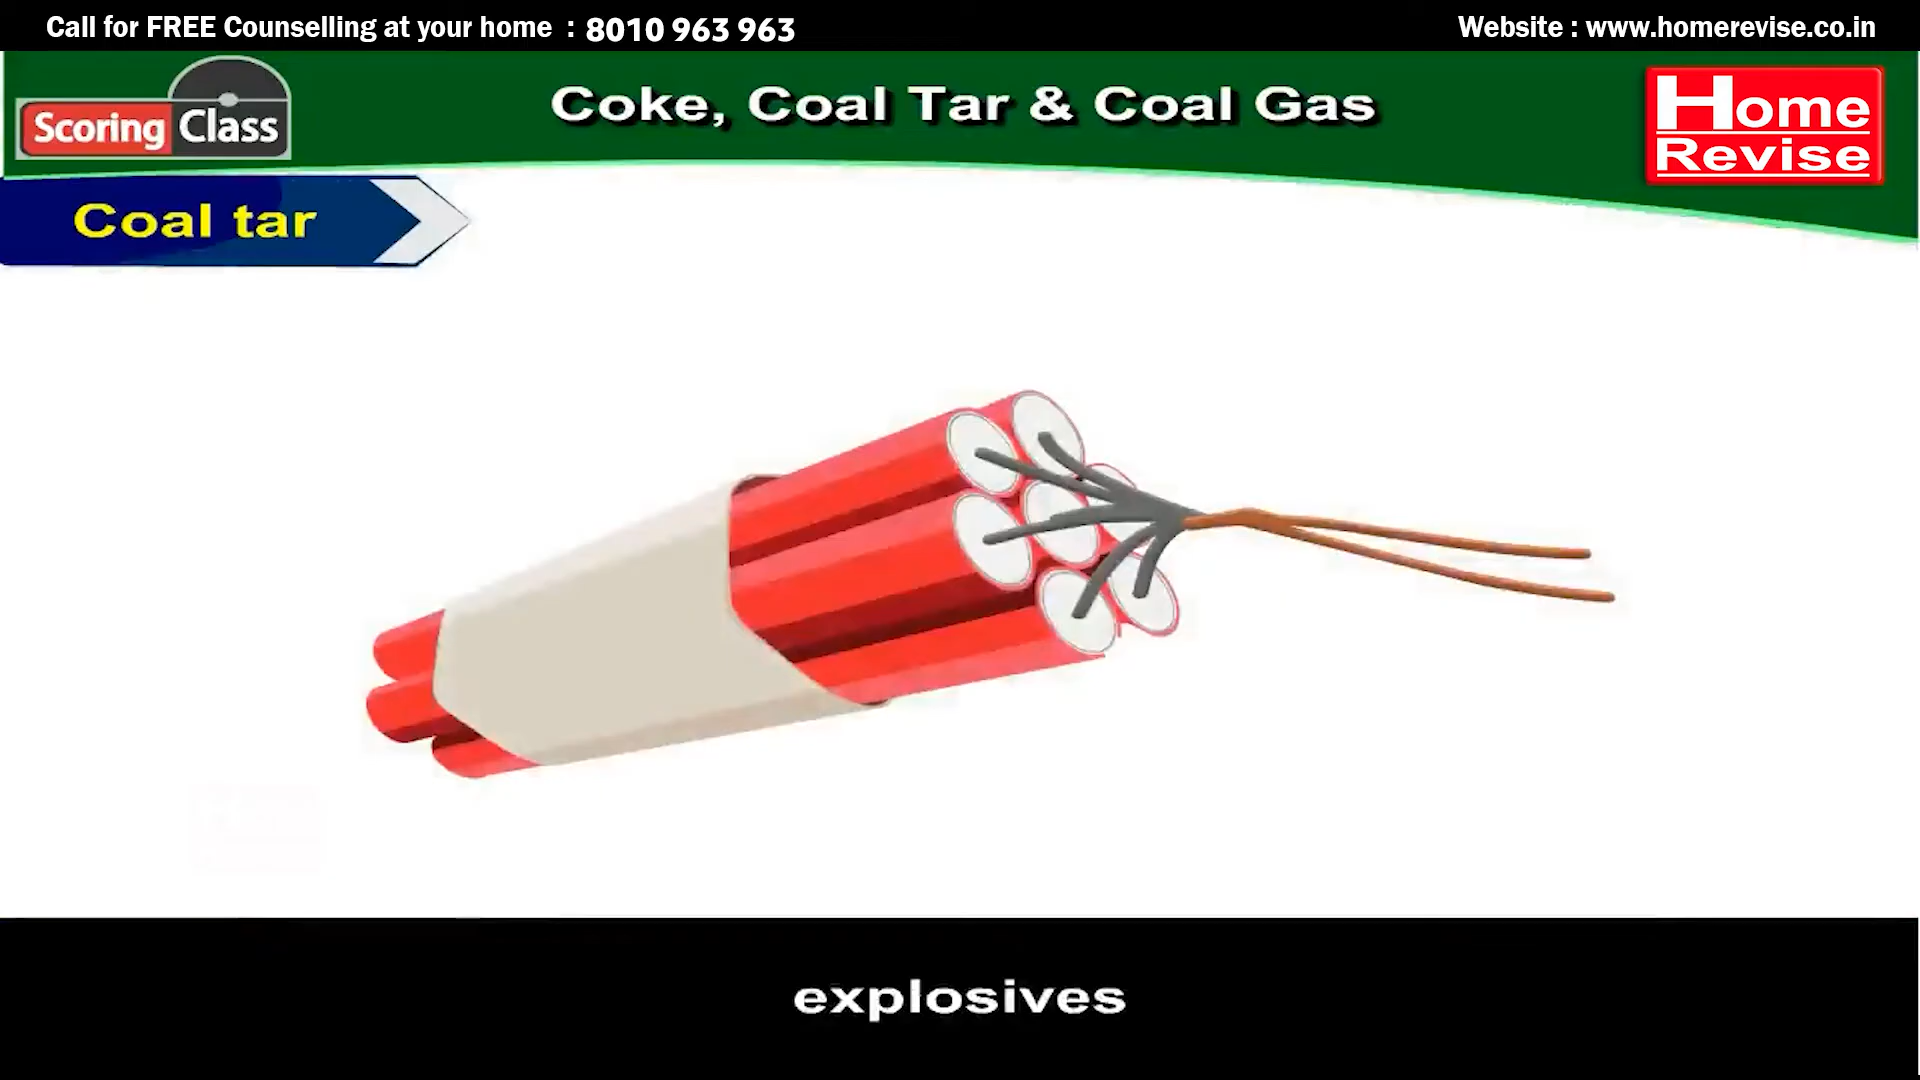 Call for FREE Counselling at your home : 8010 963 963
Website : www.homerevise.co.in
Scoring Class
Coke, Coal Tar & Coal Gas
Home
Revise
Coal tar
explosives